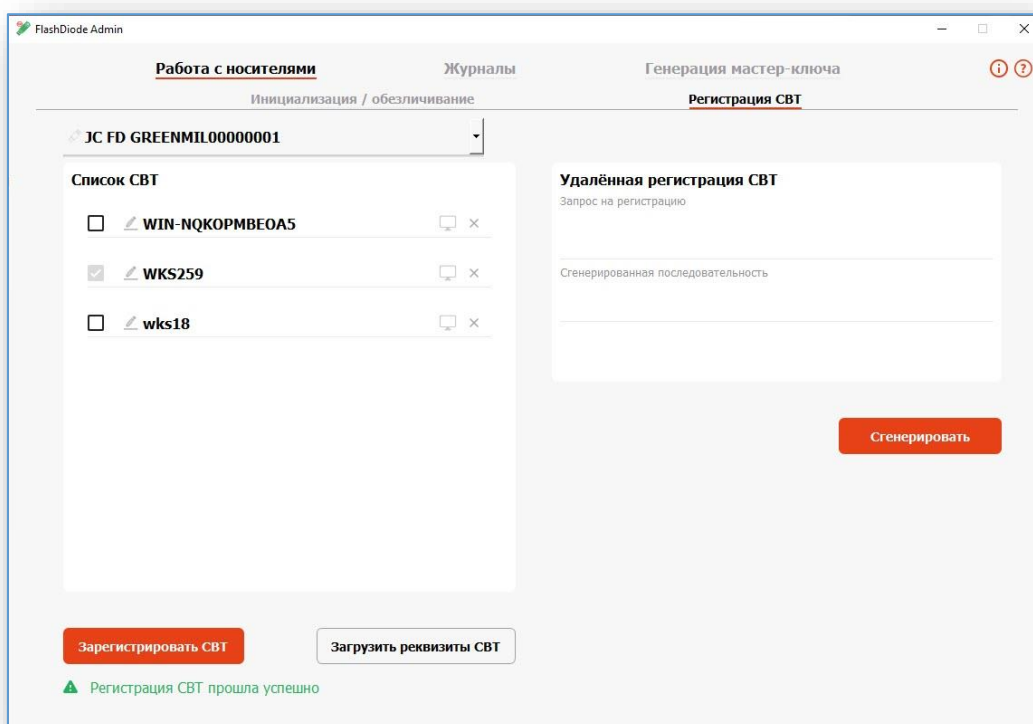 FlashDiode Admin
Работа с носителями
Журналы
Генерация мастер-ключа
Инициализация / обезличивание
Регистрация СВТ
JC FD GREENMIL00000001
Список СВТ
WIN-NQKOPMBEOA5
WKS259
wks18
Удалённая регистрация СВТ
Запрос на регистрацию
Сгенерированная последовательность
Сгенерировать
Зарегистрировать СВТ
Загрузить реквизиты СВТ
Регистрация СВТ прошла успешно